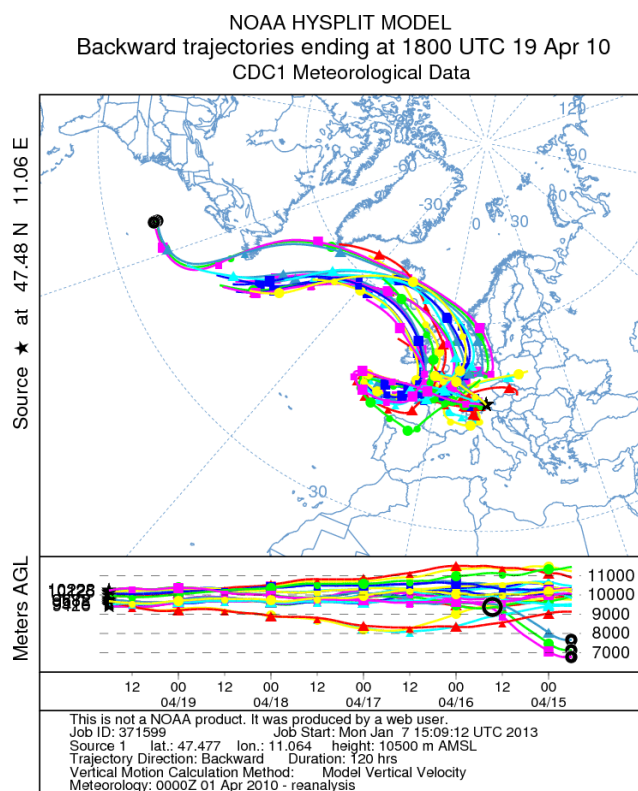 NOAA HYSPLIT MODEL
Backward trajectories ending at 1800 UTC 19 Apr 10
CDC1 Meteorological Data
Source ★ at 47.48 N 11.06 E
120
90
60
60
30
30
0
30
Meters AGL
11000
10000
9000
8000
7000
12 00 12 00 12 00 12 00 12 00
04/19 04/18 04/17 04/16 04/15
This is not a NOAA product. It was produced by a web user.
Job ID: 371599 Job Start: Mon Jan 7 15:09:12 UTC 2013
Source 1 lat.: 47.477 lon.: 11.064 height: 10500 m AMSL
Trajectory Direction: Backward Duration: 120 hrs
Vertical Motion Calculation Method: Model Vertical Velocity
Meteorology: 0000Z 01 Apr 2010 - reanalysis